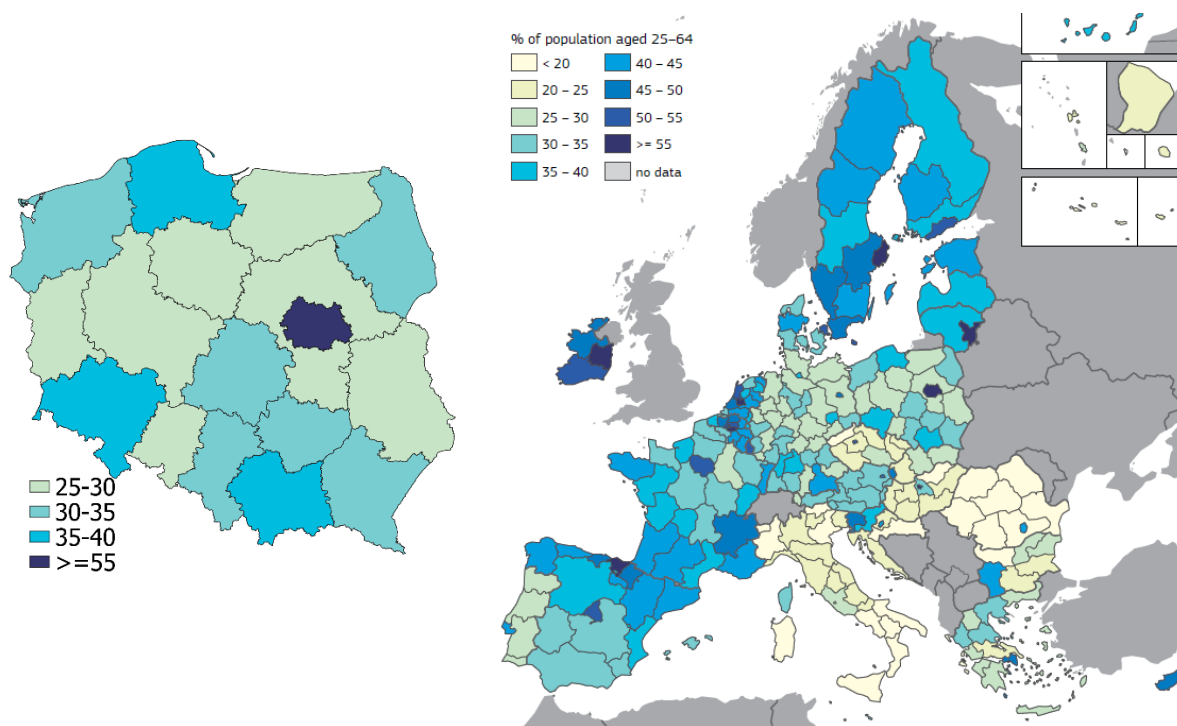 25-30
30-35
35-40
>=55
% of population aged 25–64
< 20
20 – 25
25 – 30
30 – 35
35 – 40
40 – 45
45 – 50
50 – 55
>= 55
no data